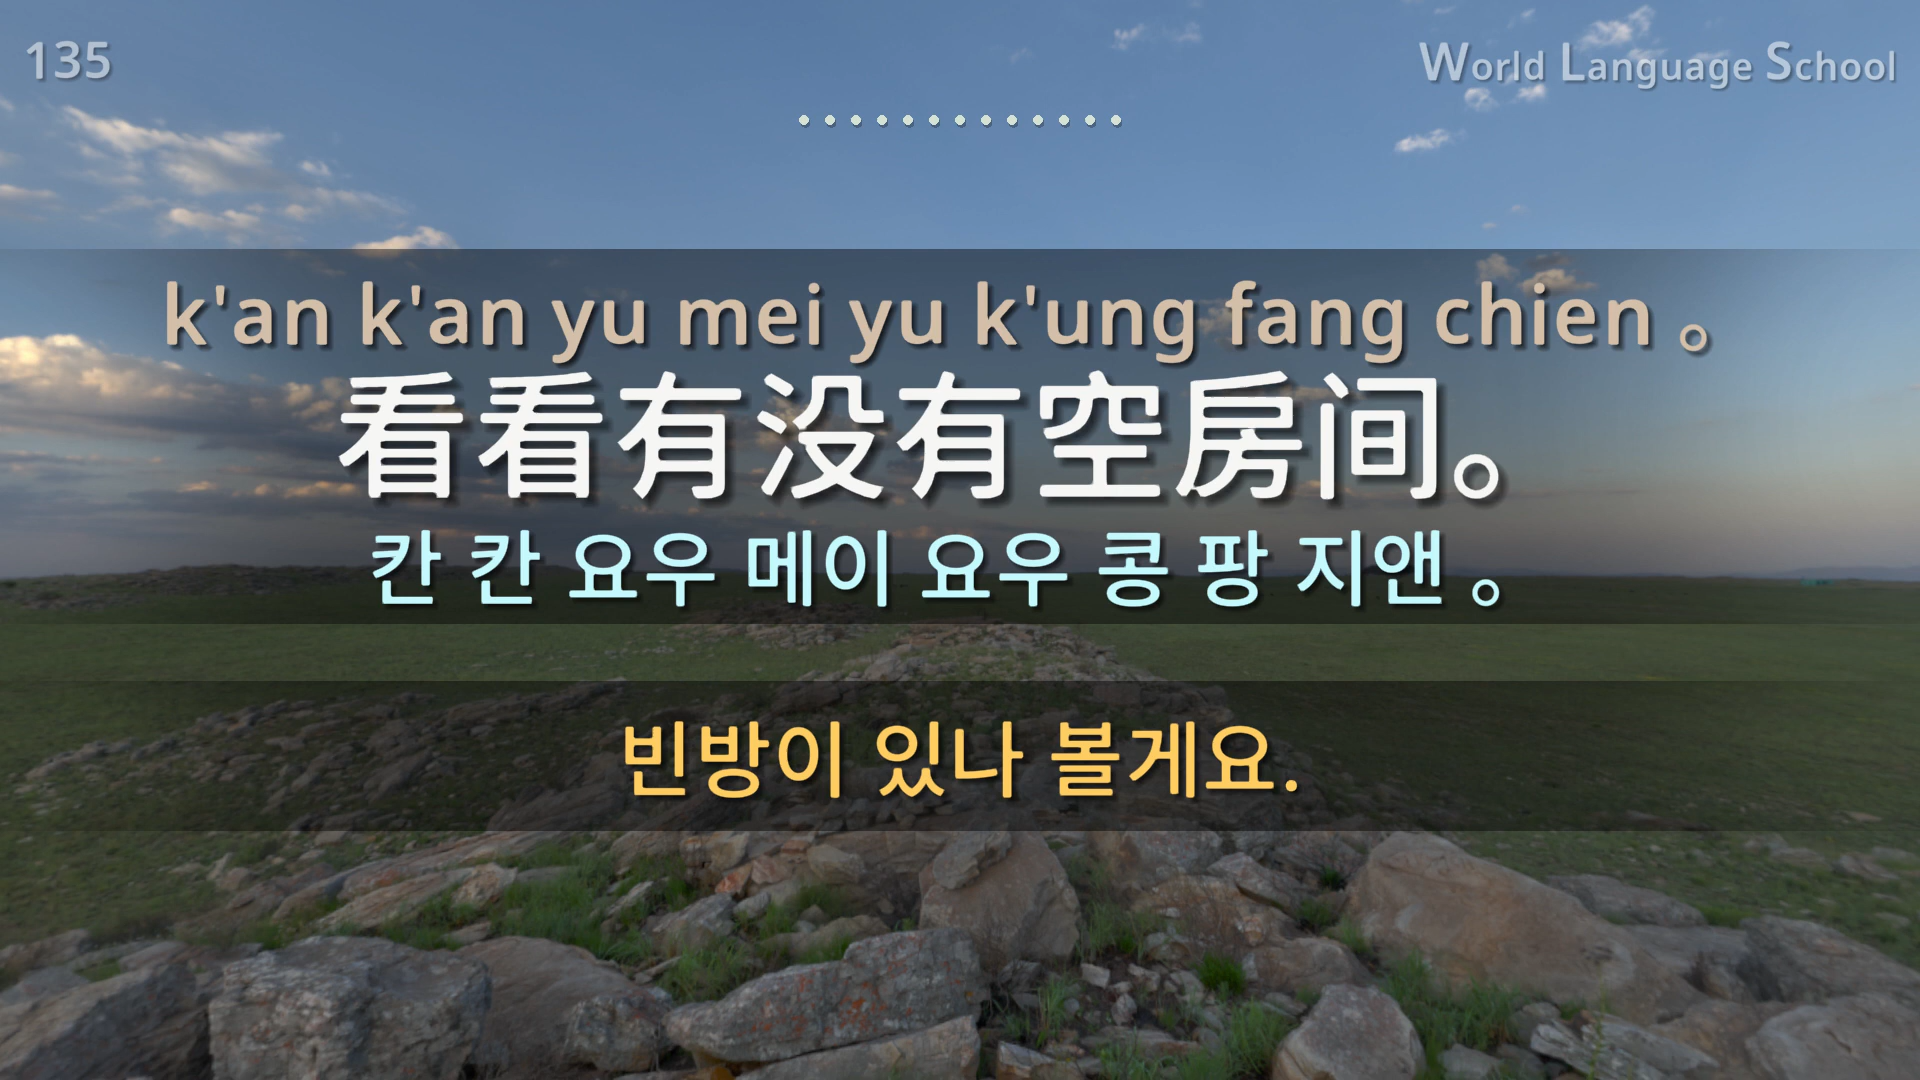 135
World Language School
k'an k'an yu mei yu k'ung fang chien 。
看看有没有空房间。
칸 칸 요우 메이 요우 콩 팡 지앤 。
빈방이 있나 볼게요.